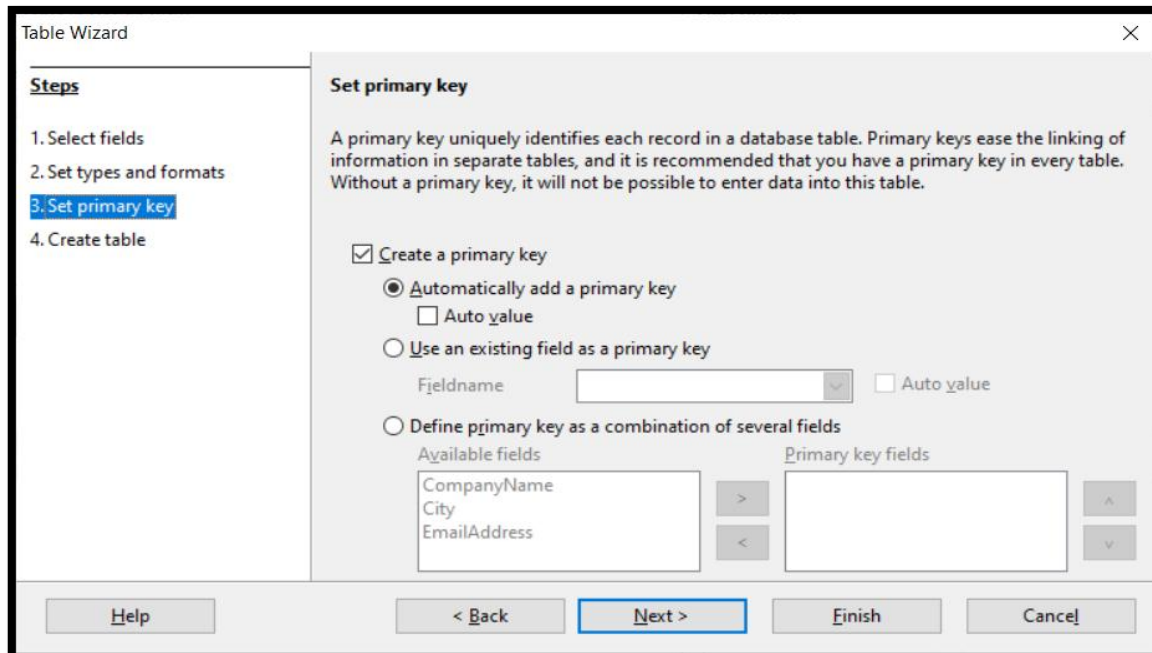 Table Wizard
Steps
1. Select fields
2. Set types and formats
3. Set primary key
4. Create table
Set primary key
A primary key uniquely identifies each record in a database table. Primary keys ease the linking of
information in separate tables, and it is recommended that you have a primary key in every table.
Without a primary key, it will not be possible to enter data into this table.
Create a primary key
Automatically add a primary key
Auto value
Use an existing field as a primary key
Fieldname
Auto value
Define primary key as a combination of several fields
Available fields
Primary key fields
CompanyName
City
EmailAddress
>
<
^
v
Help
< Back
Next >
Finish
Cancel